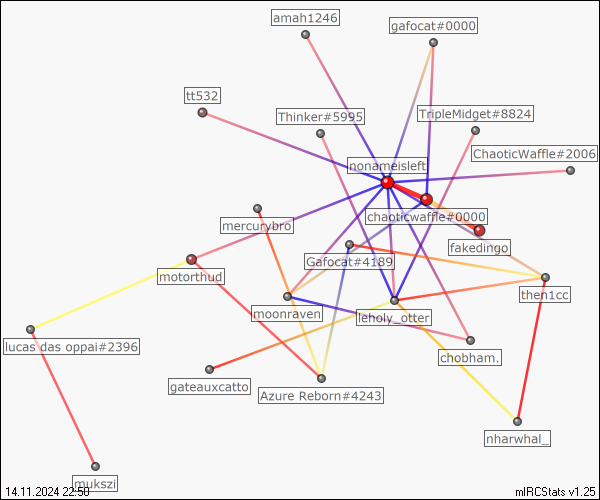 amah1246
gafocat#0000
tt532
Thinker#5995
TripleMidget#8824
ChaoticWaffle#2006
nonameisleft
chaoticwaffle#0000
mercurybro
fakedingo
Gafocat#4189
motorthud
then1cc
moonraven
leholy_otter
lucas das oppai#2396
chobham.
gateauxcatto
Azure Reborn#4243
nharwhal_
mukszi
14.11.2024 22:50
mIRCStats v1.25